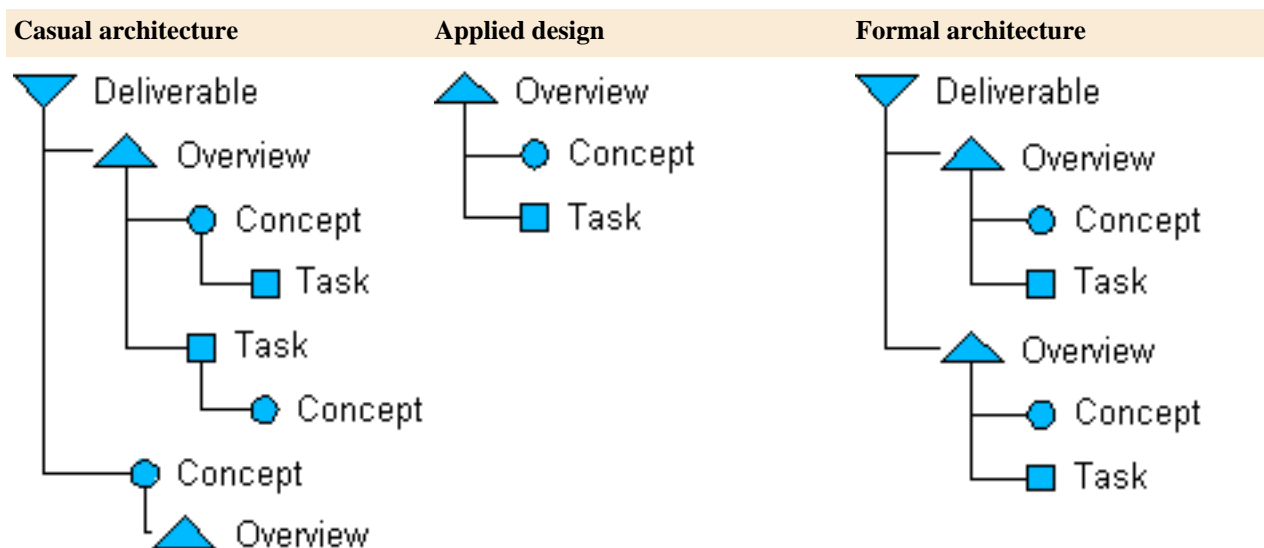 Casual architecture
Applied design
Formal architecture
Deliverable
Overview
Concept
Task
Task
Concept
Concept
Overview
Overview
Concept
Task
Deliverable
Overview
Concept
Task
Overview
Concept
Task